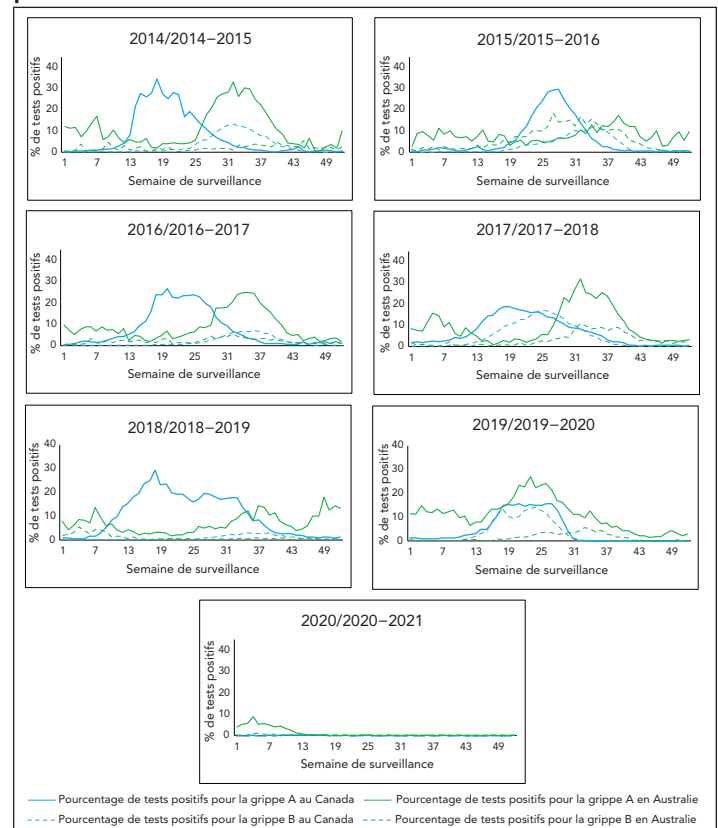 2014/2014–2015
% de tests positifs
40
30
20
10
0
1 7 13 19 25 31 37 43 49
Semaine de surveillance
2015/2015–2016
% de tests positifs
40
30
20
10
0
1 7 13 19 25 31 37 43 49
Semaine de surveillance
2016/2016–2017
% de tests positifs
40
30
20
10
0
1 7 13 19 25 31 37 43 49
Semaine de surveillance
2017/2017–2018
% de tests positifs
40
30
20
10
0
1 7 13 19 25 31 37 43 49
Semaine de surveillance
2018/2018–2019
% de tests positifs
40
30
20
10
0
1 7 13 19 25 31 37 43 49
Semaine de surveillance
2019/2019–2020
% de tests positifs
40
30
20
10
0
1 7 13 19 25 31 37 43 49
Semaine de surveillance
2020/2020–2021
% de tests positifs
40
30
20
10
0
1 7 13 19 25 31 37 43 49
Semaine de surveillance
Pourcentage de tests positifs pour la grippe A au Canada Pourcentage de tests positifs pour la grippe A en Australie
Pourcentage de tests positifs pour la grippe B au Canada Pourcentage de tests positifs pour la grippe B en Australie